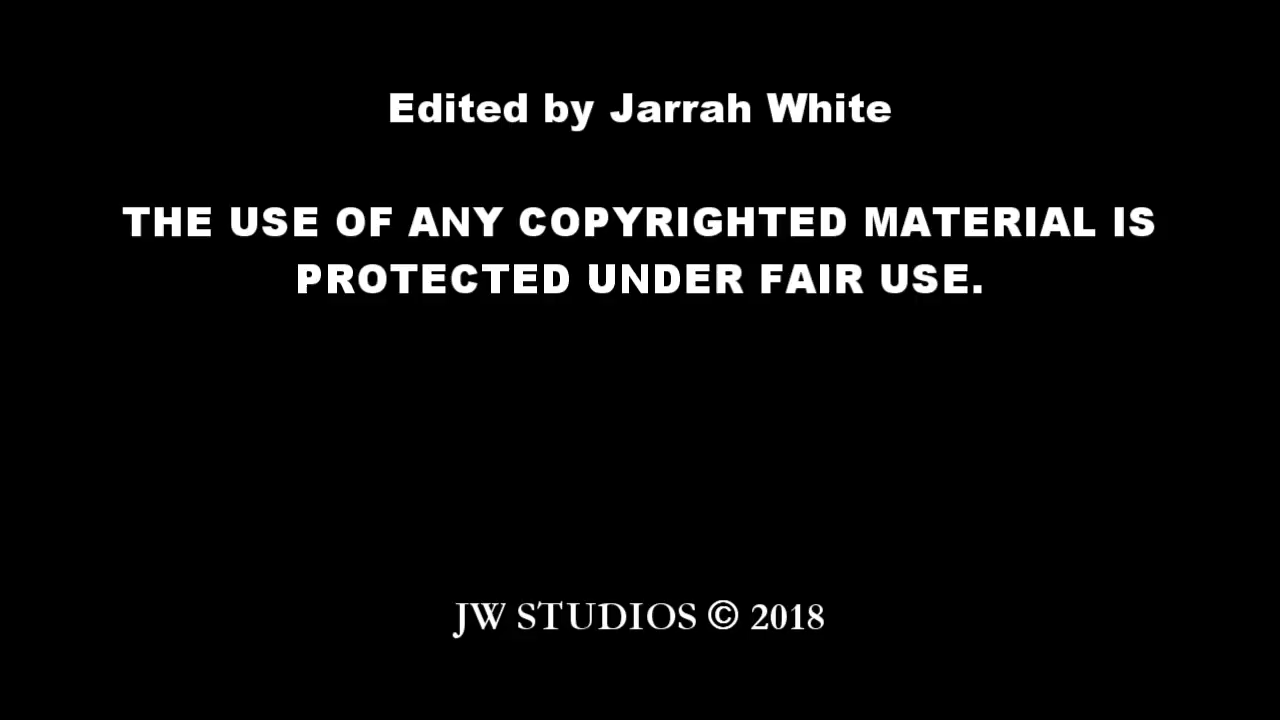 Edited by Jarrah White
THE USE OF ANY COPYRIGHTED MATERIAL IS
PROTECTED UNDER FAIR USE.
JW STUDIOS © 2018